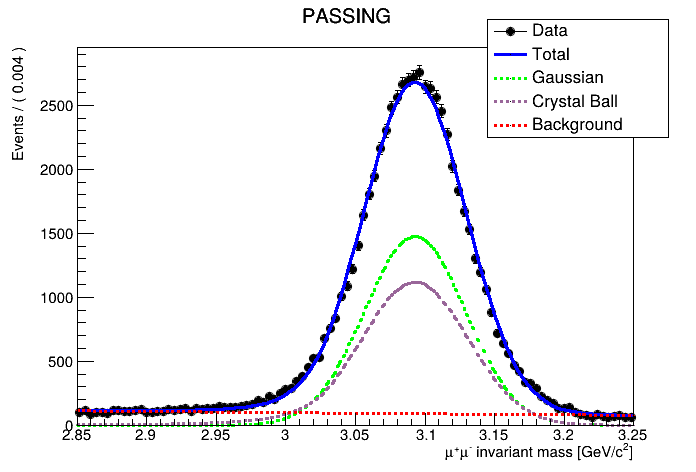 PASSING
Data
Total
Gaussian
Crystal Ball
Background
Events / ( 0.004 )
2500
2000
1500
1000
500
0
2.85 2.9 2.95 3 3.05 3.1 3.15 3.2 3.25
μ⁺μ⁻ invariant mass [GeV/c²]